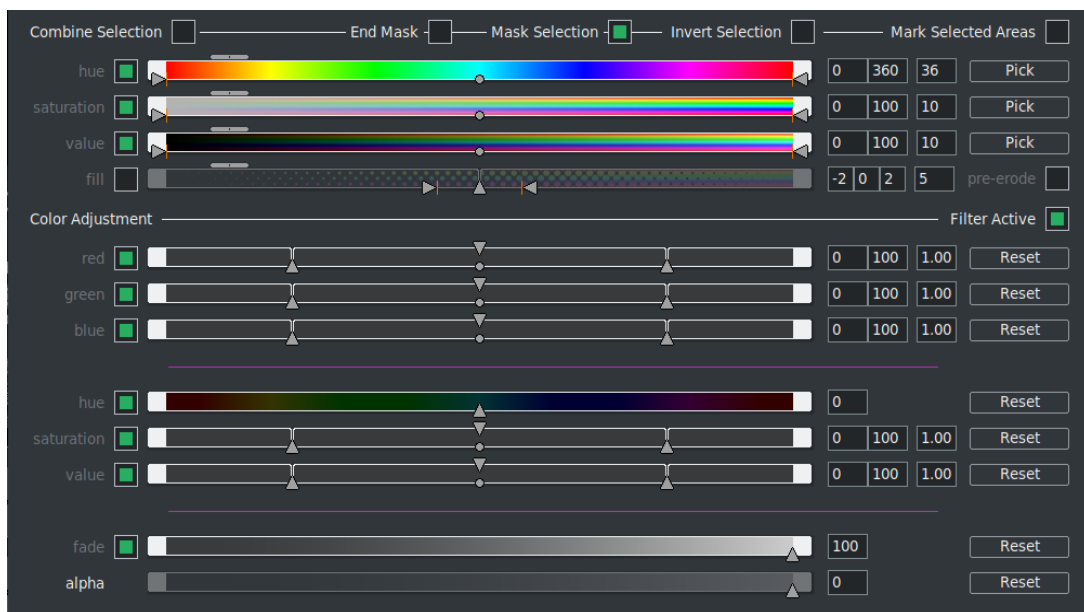 Combine Selection End Mask Mask Selection Invert Selection Mark Selected Areas
hue 0 360 36 Pick
saturation 0 100 10 Pick
value 0 100 10 Pick
fill -2 0 2 5 pre-erode
Color Adjustment Filter Active
red 0 100 1.00 Reset
green 0 100 1.00 Reset
blue 0 100 1.00 Reset
hue 0 Reset
saturation 0 100 1.00 Reset
value 0 100 1.00 Reset
fade 100 Reset
alpha 0 Reset